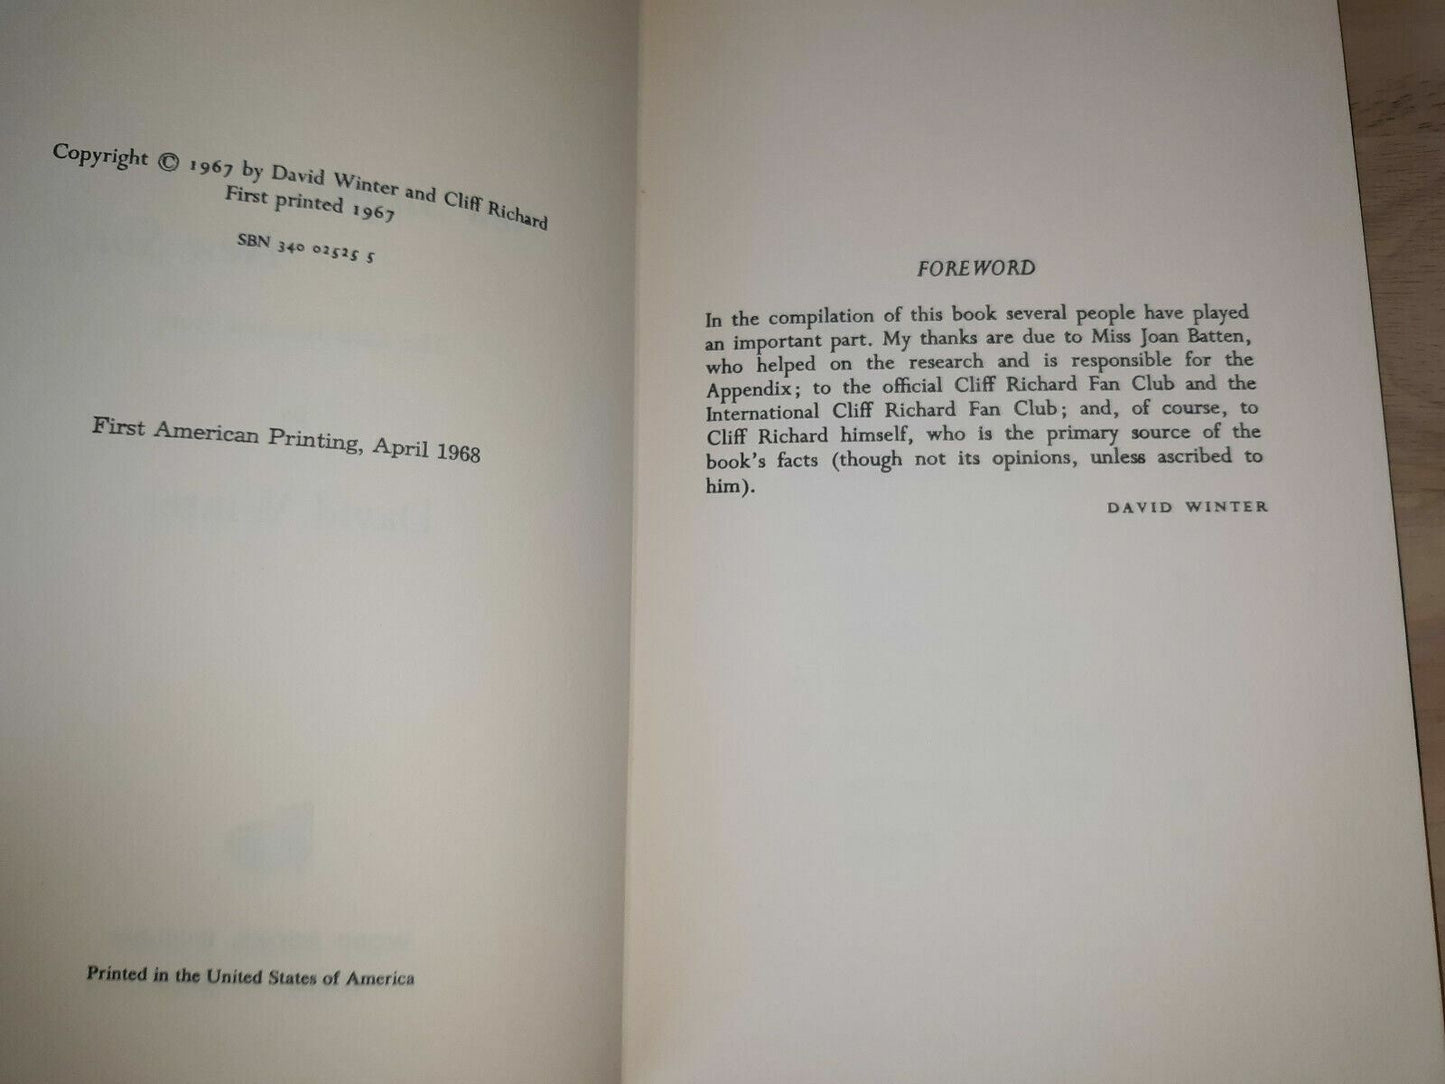 Copyright © 1967 by David Winter and Cliff Richard
First printed 1967
SBN 340 02525 5
First American Printing, April 1968
Printed in the United States of America
FOREWORD
In the compilation of this book several people have played
an important part. My thanks are due to Miss Joan Batten,
who helped on the research and is responsible for the
Appendix; to the official Cliff Richard Fan Club and the
International Cliff Richard Fan Club; and, of course, to
Cliff Richard himself, who is the primary source of the
book's facts (though not its opinions, unless ascribed to
him).
DAVID WINTER